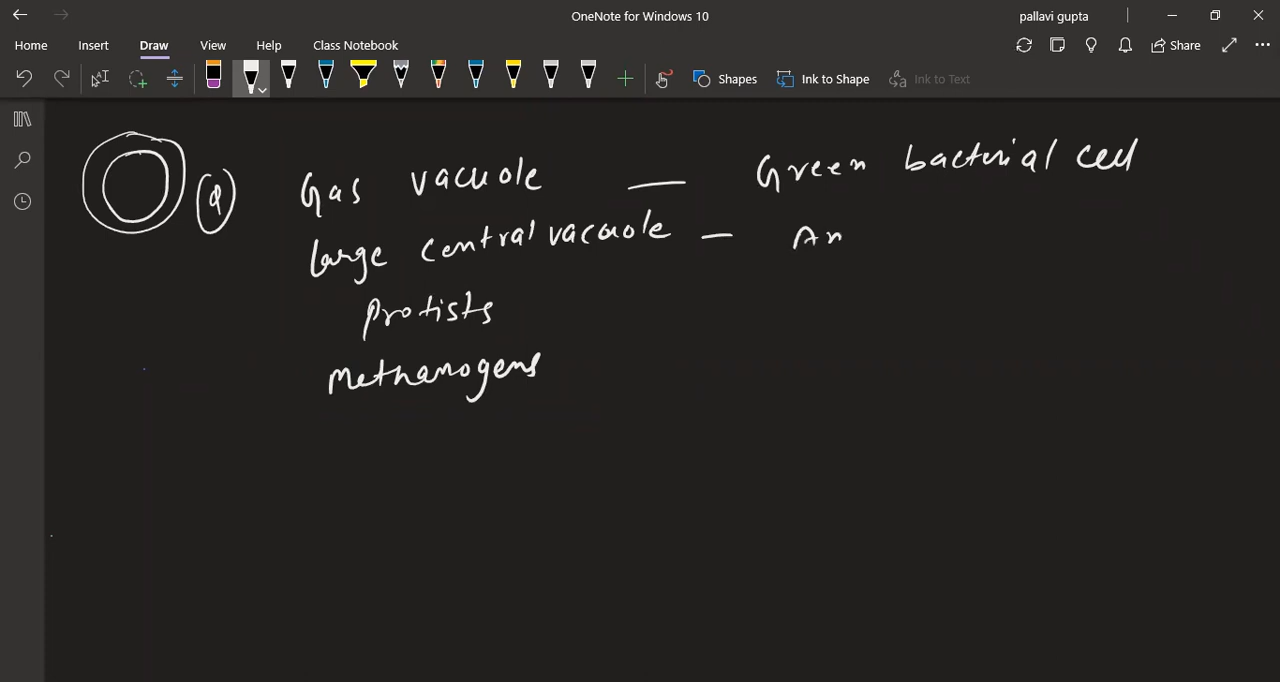 OneNote for Windows 10
pallavi gupta
Home Insert Draw View Help Class Notebook
Share
Shapes Ink to Shape Ink to Text
Q Gas vacuole — Green bacterial cell
large central vacuole — An
protists
Methanogens